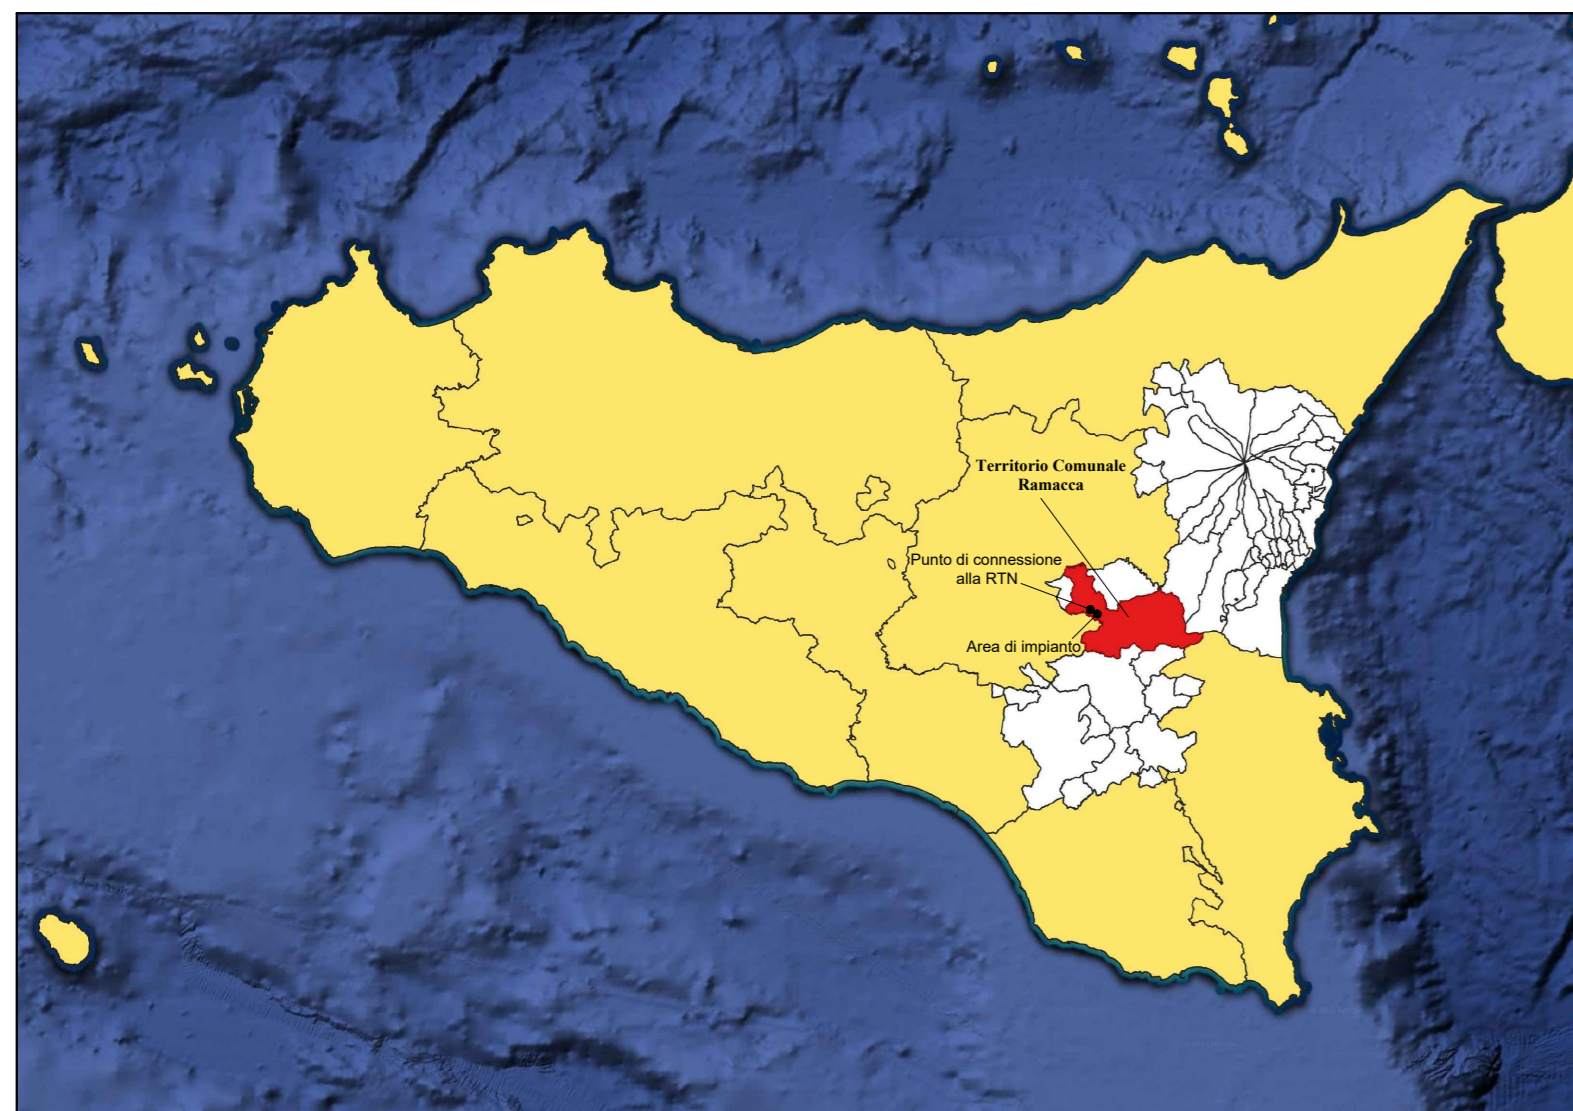 Territorio Comunale
Ramacca
Punto di connessione
alla RTN
Area di impianto